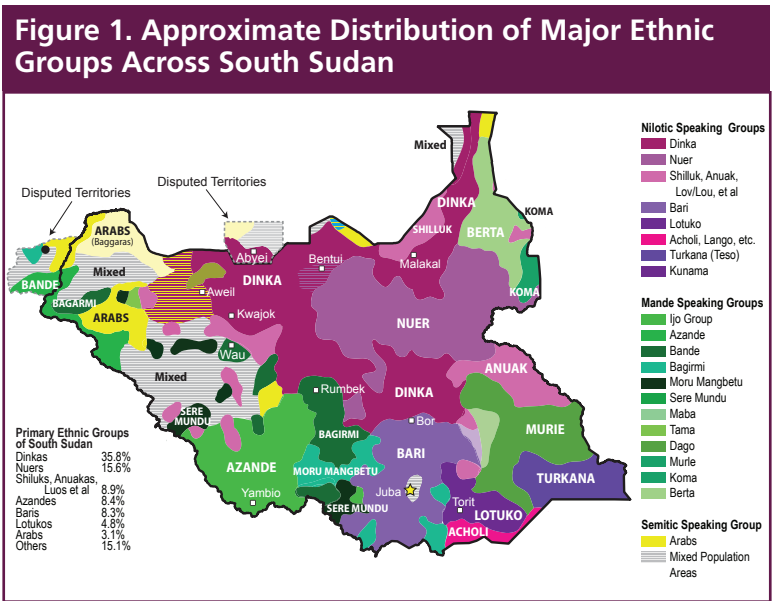 Figure 1. Approximate Distribution of Major Ethnic
Groups Across South Sudan
Mixed
Disputed Territories
Disputed Territories
ARABS
(Baggaras)
DINKA
KOMA
SHILLUK
BERTA
Abyei
Bentui
Malakal
Mixed
BANDE
DINKA
KOMA
BAGARMI
Aweil
ARABS
Kwajok
NUER
Wau
Mixed
ANUAK
Rumbek
DINKA
SERE
MUNDU
Bor
MURIE
BAGIRMI
BARI
AZANDE
MORU MANGBETU
TURKANA
Yambio
Juba
Torit
SERE MUNDU
LOTUKO
ACHOLI
Primary Ethnic Groups
of South Sudan
Dinkas 35.8%
Nuers 15.6%
Shiluks, Anuakas,
Luos et al 8.9%
Azandes 8.4%
Baris 8.3%
Lotukos 4.8%
Arabs 3.1%
Others 15.1%
Nilotic Speaking Groups
Dinka
Nuer
Shilluk, Anuak,
Lov/Lou, et al
Bari
Lotuko
Acholi, Lango, etc.
Turkana (Teso)
Kunama
Mande Speaking Groups
Ijo Group
Azande
Bande
Bagirmi
Moru Mangbetu
Sere Mundu
Maba
Tama
Dago
Murle
Koma
Berta
Semitic Speaking Group
Arabs
Mixed Population
Areas